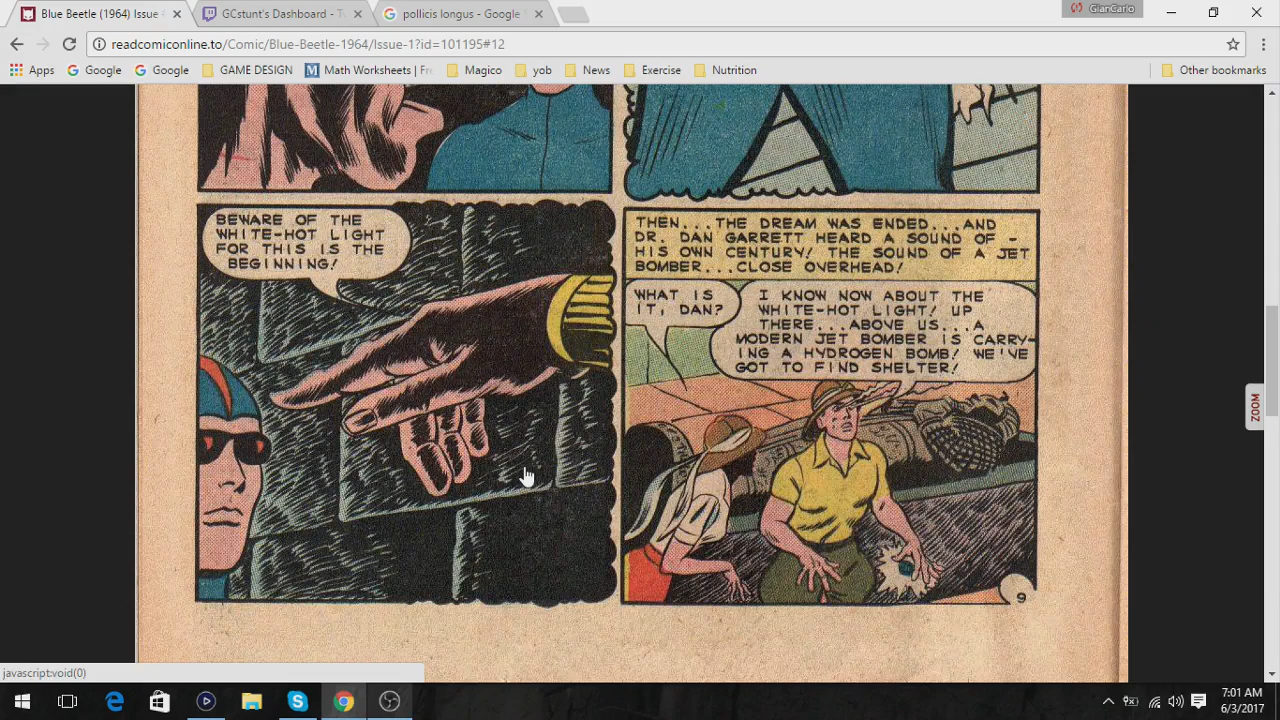 Blue Beetle (1964) Issue
GCstunt's Dashboard - Tw
pollicis longus - Google
GianCarlo
readcomiconline.to/Comic/Blue-Beetle-1964/Issue-1?id=101195#12
Apps
Google
Google
GAME DESIGN
Math Worksheets | Fr
Magico
yob
News
Exercise
Nutrition
Other bookmarks
BEWARE OF THE
WHITE-HOT LIGHT
FOR THIS IS THE
BEGINNING!
THEN...THE DREAM WAS ENDED...AND
DR. DAN GARRETT HEARD A SOUND OF -
HIS OWN CENTURY! THE SOUND OF A JET
BOMBER...CLOSE OVERHEAD!
WHAT IS
IT, DAN?
I KNOW NOW ABOUT THE
WHITE-HOT LIGHT! UP
THERE...ABOVE US...A
MODERN JET BOMBER IS CARRY-
ING A HYDROGEN BOMB! WE'VE
GOT TO FIND SHELTER!
9
ZOOM
javascript:void(0)
7:01 AM
6/3/2017